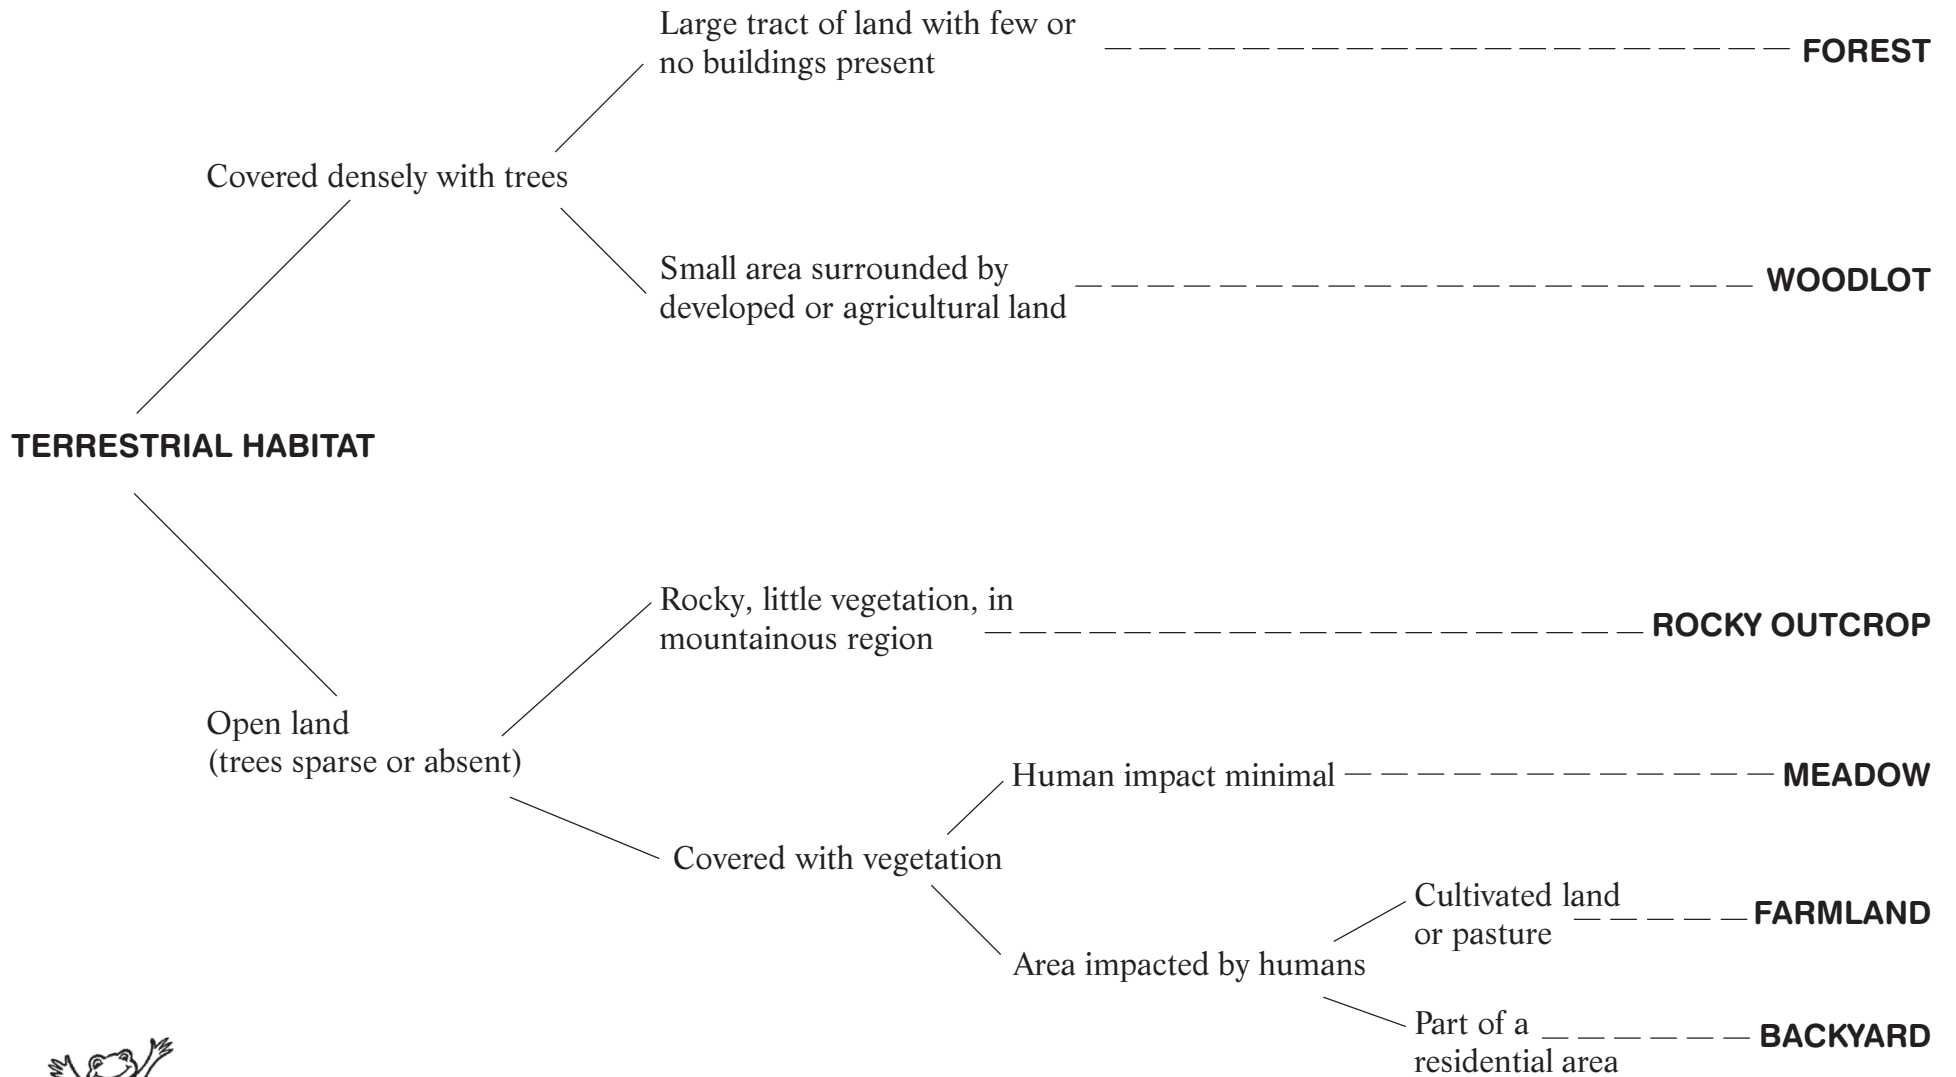 Large tract of land with few or
no buildings present
FOREST
Covered densely with trees
Small area surrounded by
developed or agricultural land
WOODLOT
TERRESTRIAL HABITAT
Rocky, little vegetation, in
mountainous region
ROCKY OUTCROP
Open land
(trees sparse or absent)
Human impact minimal
MEADOW
Covered with vegetation
Cultivated land
or pasture
FARMLAND
Area impacted by humans
Part of a
residential area
BACKYARD